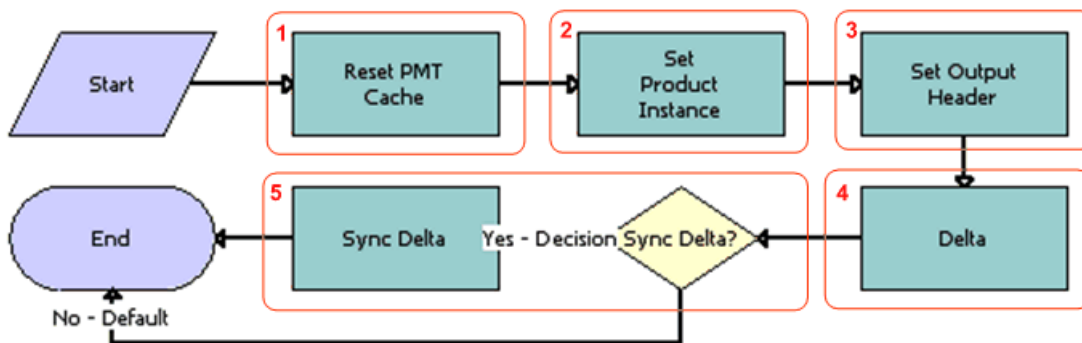 1
2
3
Start
Reset PMT
Cache
Set
Product
Instance
Set Output
Header
5
4
End
Sync Delta
Yes - Decision
Sync Delta?
Delta
No - Default